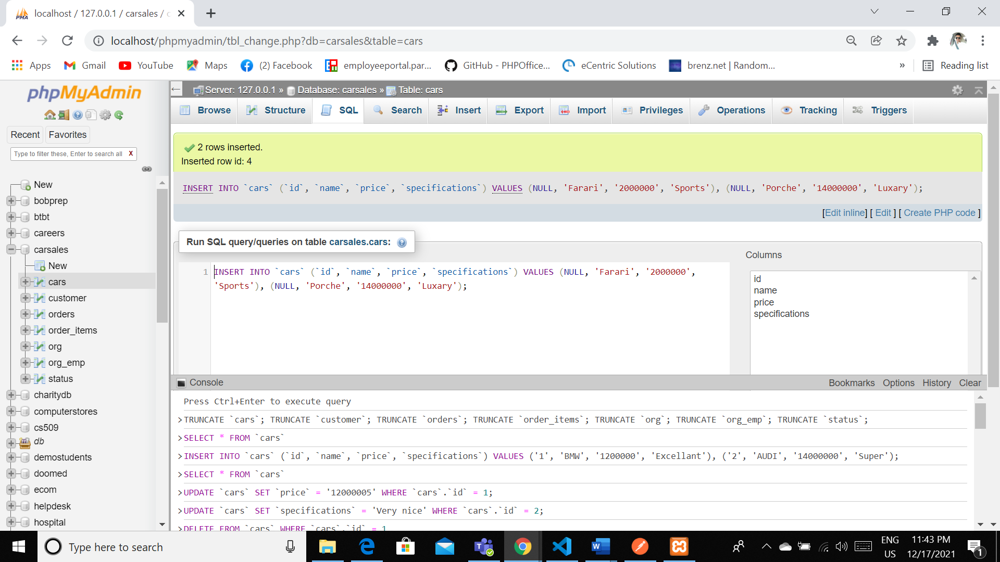 localhost / 127.0.0.1 / carsales / c
localhost/phpmyadmin/tbl_change.php?db=carsales&table=cars
Apps Gmail YouTube Maps (2) Facebook employeeportal.par... GitHub - PHPOffice... eCentric Solutions brenz.net | Random... » Reading list
phpMyAdmin
Recent Favorites
Type to filter these, Enter to search all X
New
bobprep
btbt
careers
carsales
New
cars
customer
orders
order_items
org
org_emp
status
charitydb
computerstores
cs509
db
demostudents
doomed
ecom
helpdesk
hospital
Server: 127.0.0.1 » Database: carsales » Table: cars
Browse Structure SQL Search Insert Export Import Privileges Operations Tracking Triggers
2 rows inserted.
Inserted row id: 4
INSERT INTO `cars` (`id`, `name`, `price`, `specifications`) VALUES (NULL, 'Farari', '2000000', 'Sports'), (NULL, 'Porche', '14000000', 'Luxary');
[Edit inline] [ Edit ] [ Create PHP code ]
Run SQL query/queries on table carsales.cars:
1 INSERT INTO `cars` (`id`, `name`, `price`, `specifications`) VALUES (NULL, 'Farari', '2000000',
'Sports'), (NULL, 'Porche', '14000000', 'Luxary');
Columns
id
name
price
specifications
Console Bookmarks Options History Clear
Press Ctrl+Enter to execute query
>TRUNCATE `cars`; TRUNCATE `customer`; TRUNCATE `orders`; TRUNCATE `order_items`; TRUNCATE `org`; TRUNCATE `org_emp`; TRUNCATE `status`;
>SELECT * FROM `cars`
>INSERT INTO `cars` (`id`, `name`, `price`, `specifications`) VALUES ('1', 'BMW', '1200000', 'Excellant'), ('2', 'AUDI', '14000000', 'Super');
>SELECT * FROM `cars`
>UPDATE `cars` SET `price` = '12000005' WHERE `cars`.`id` = 1;
>UPDATE `cars` SET `specifications` = 'Very nice' WHERE `cars`.`id` = 2;
>DELETE FROM `cars` WHERE `cars`.`id` = 1
Type here to search
ENG
US
11:43 PM
12/17/2021
1